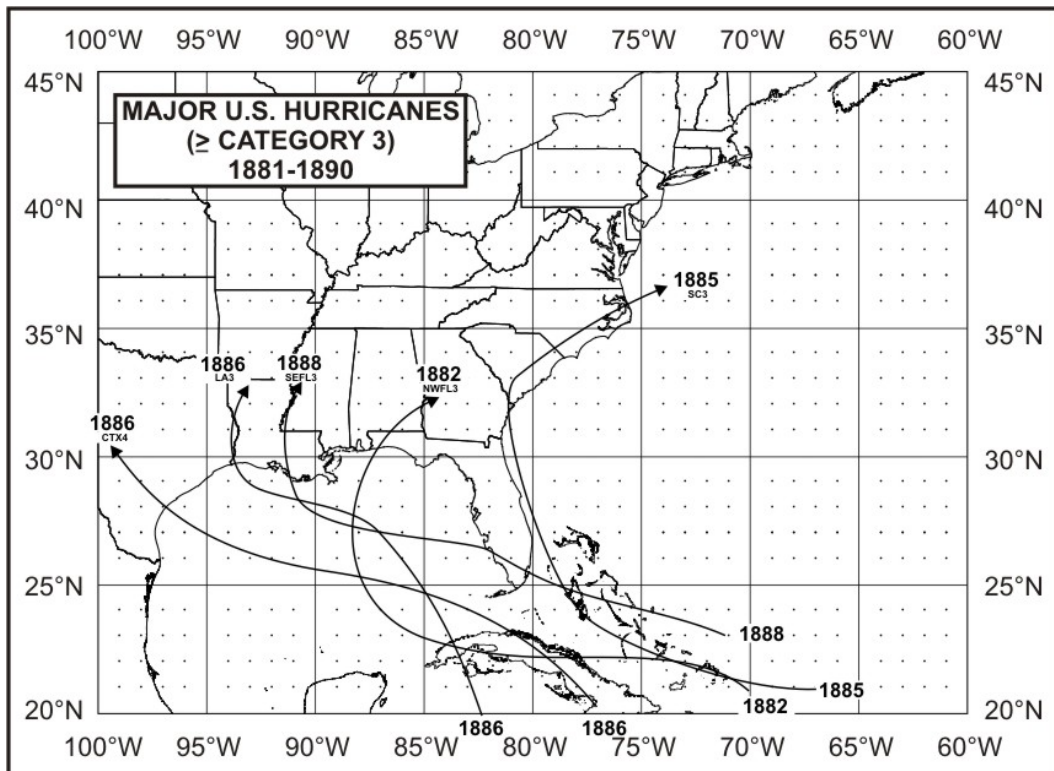 100°W 95°W 90°W 85°W 80°W 75°W 70°W 65°W 60°W
45°N 45°N
MAJOR U.S. HURRICANES
(≥ CATEGORY 3)
1881-1890
40°N 40°N
1885
SC3
35°N 35°N
1886
LA3
1888
SEFL3
1882
NWFL3
1886
CTX4
30°N 30°N
25°N 25°N
1888
1885
1882
20°N 20°N
1886 1886
100°W 95°W 90°W 85°W 80°W 75°W 70°W 65°W 60°W